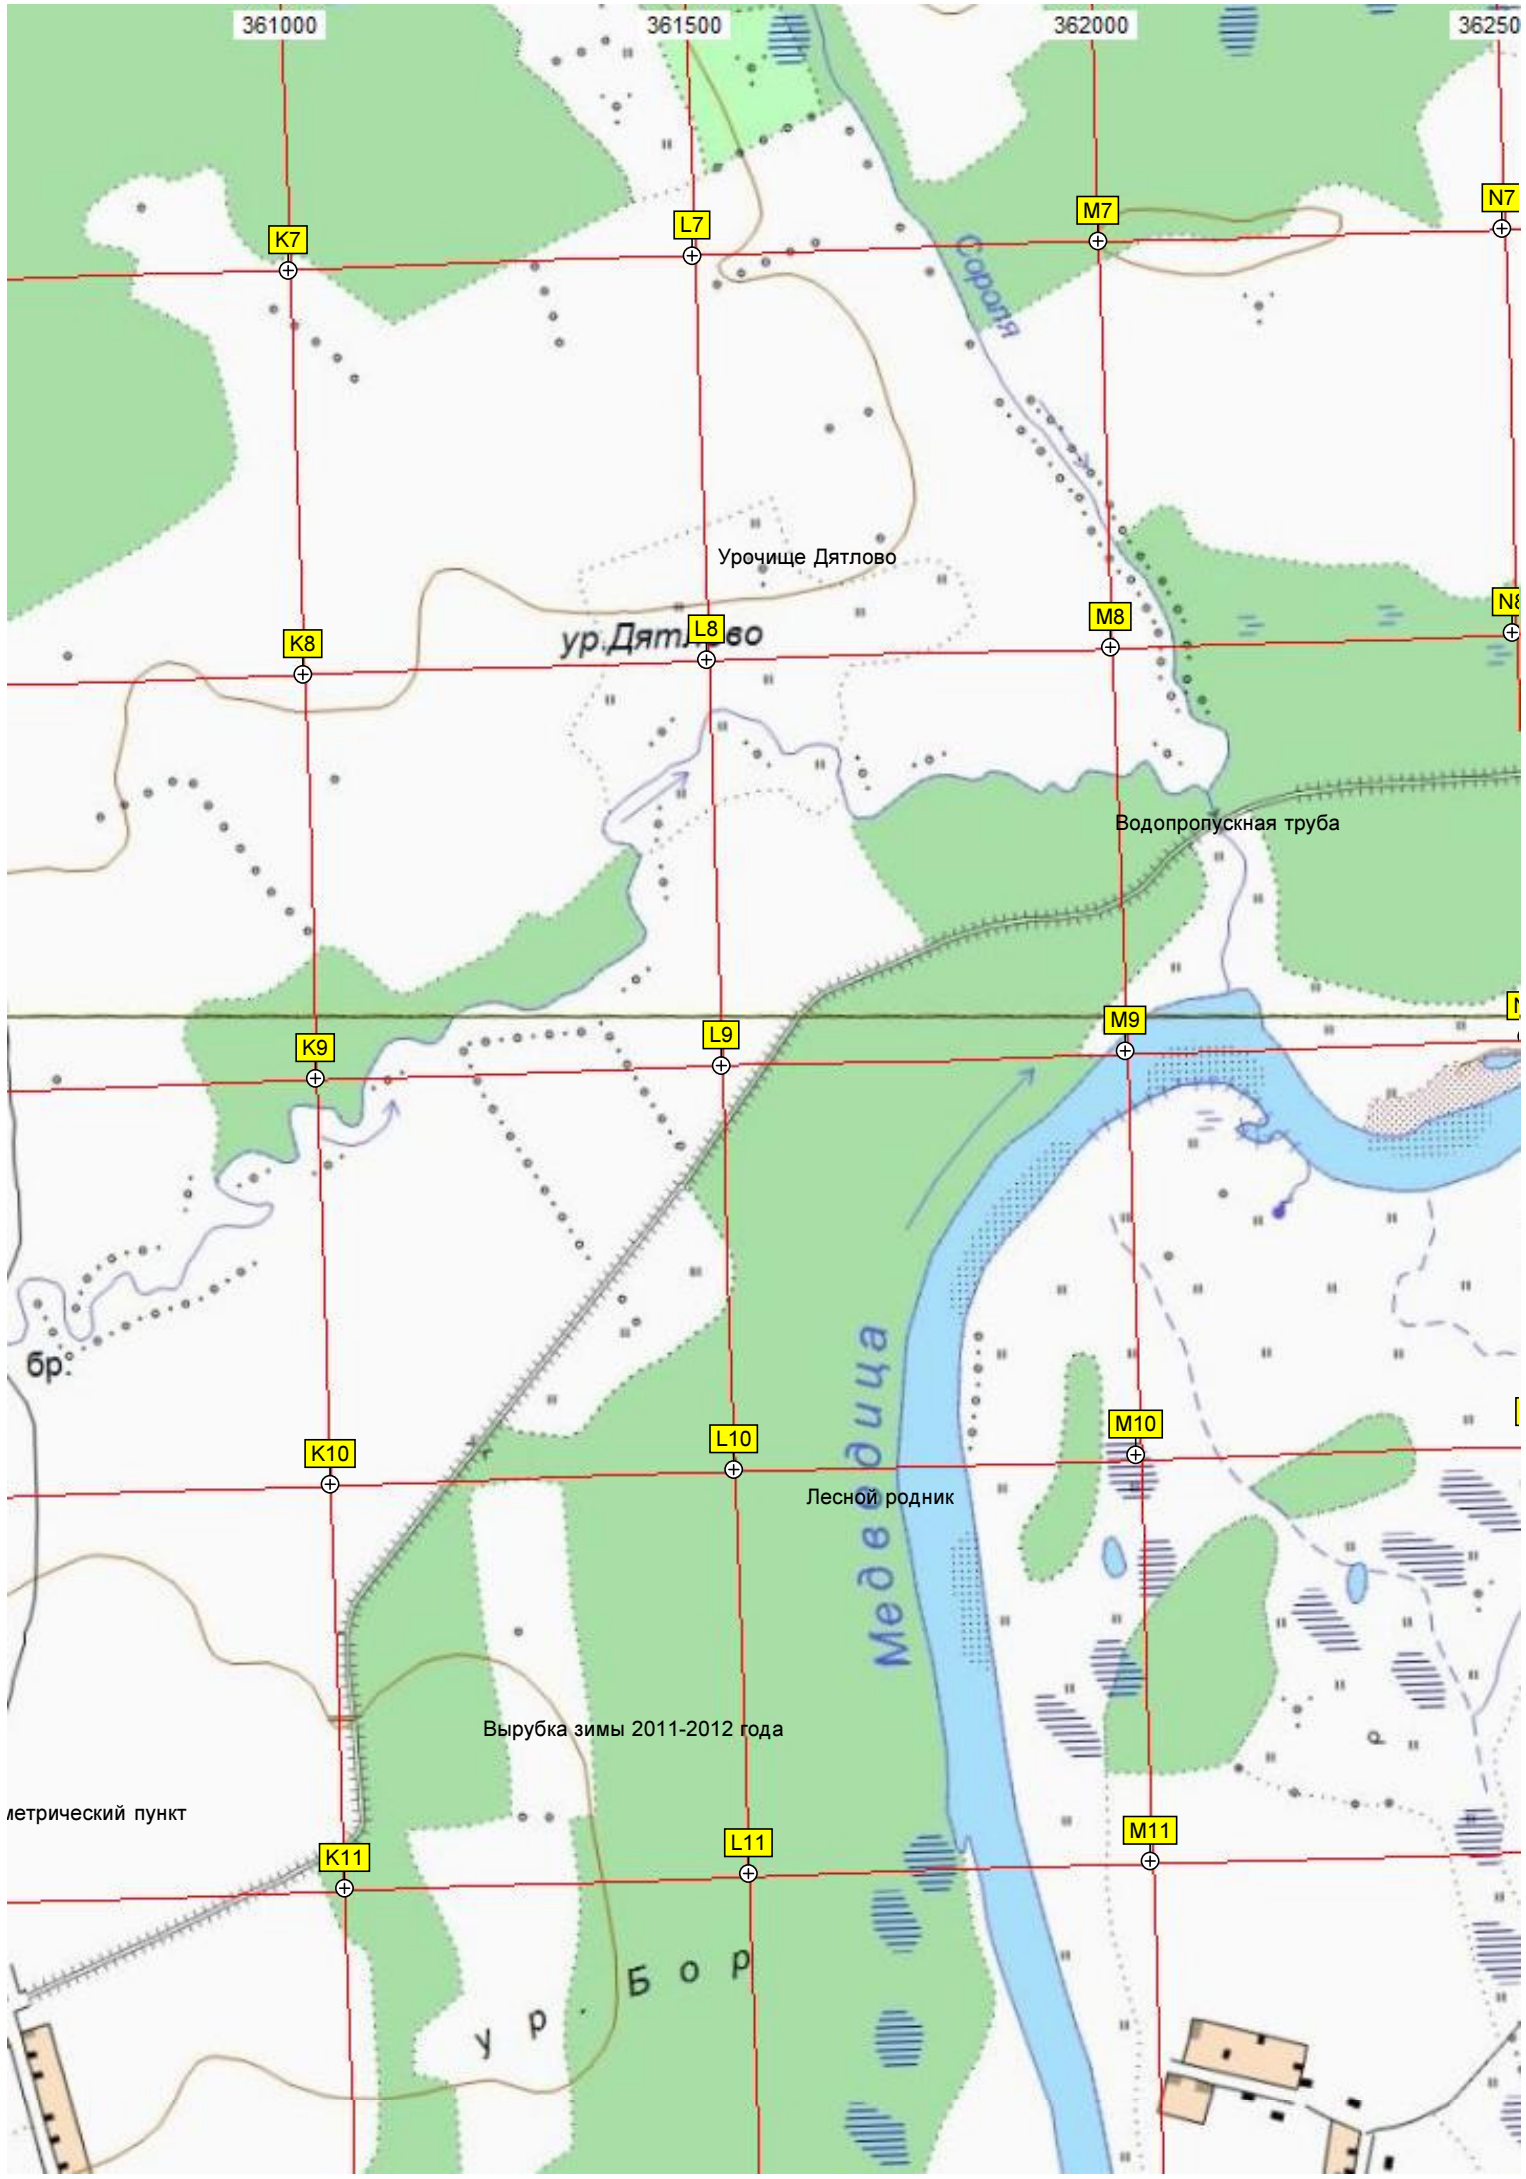 361000
361500
362000
36250
N7
M7
L7
K7
Сороля
Урочище Дятлово
M8
L8
ур.Дятлово
K8
Водопропускная труба
M9
L9
K9
Медведица
бр.
M10
L10
K10
Лесной родник
Вырубка зимы 2011-2012 года
метрический пункт
M11
L11
K11
ур. Бор